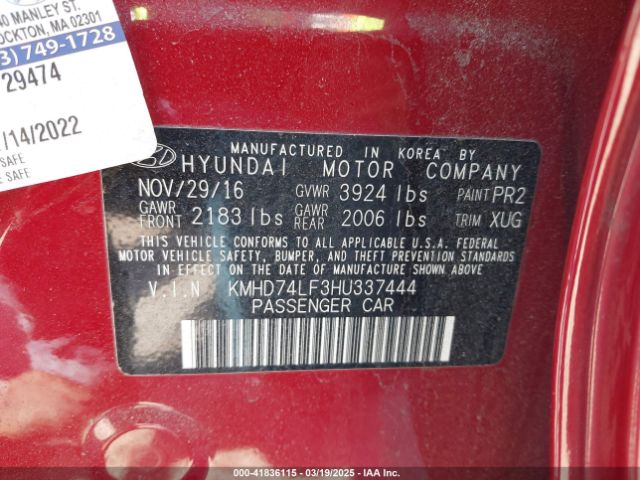 40 MANLEY ST.
OCKTON, MA 02301
3) 749-1728
29474
/14/2022
SAFE
SAFE
MANUFACTURED IN KOREA BY
HYUNDAI MOTOR COMPANY
NOV/29/16 GVWR 3924 lbs PAINT PR2
GAWR FRONT 2183 lbs GAWR REAR 2006 lbs TRIM XUG
THIS VEHICLE CONFORMS TO ALL APPLICABLE U.S.A. FEDERAL
MOTOR VEHICLE SAFETY, BUMPER, AND THEFT PREVENTION STANDARDS
IN EFFECT ON THE DATE OF MANUFACTURE SHOWN ABOVE.
V.I.N KMHD74LF3HU337444
PASSENGER CAR
000-41836115 — 03/19/2025 — IAA Inc.